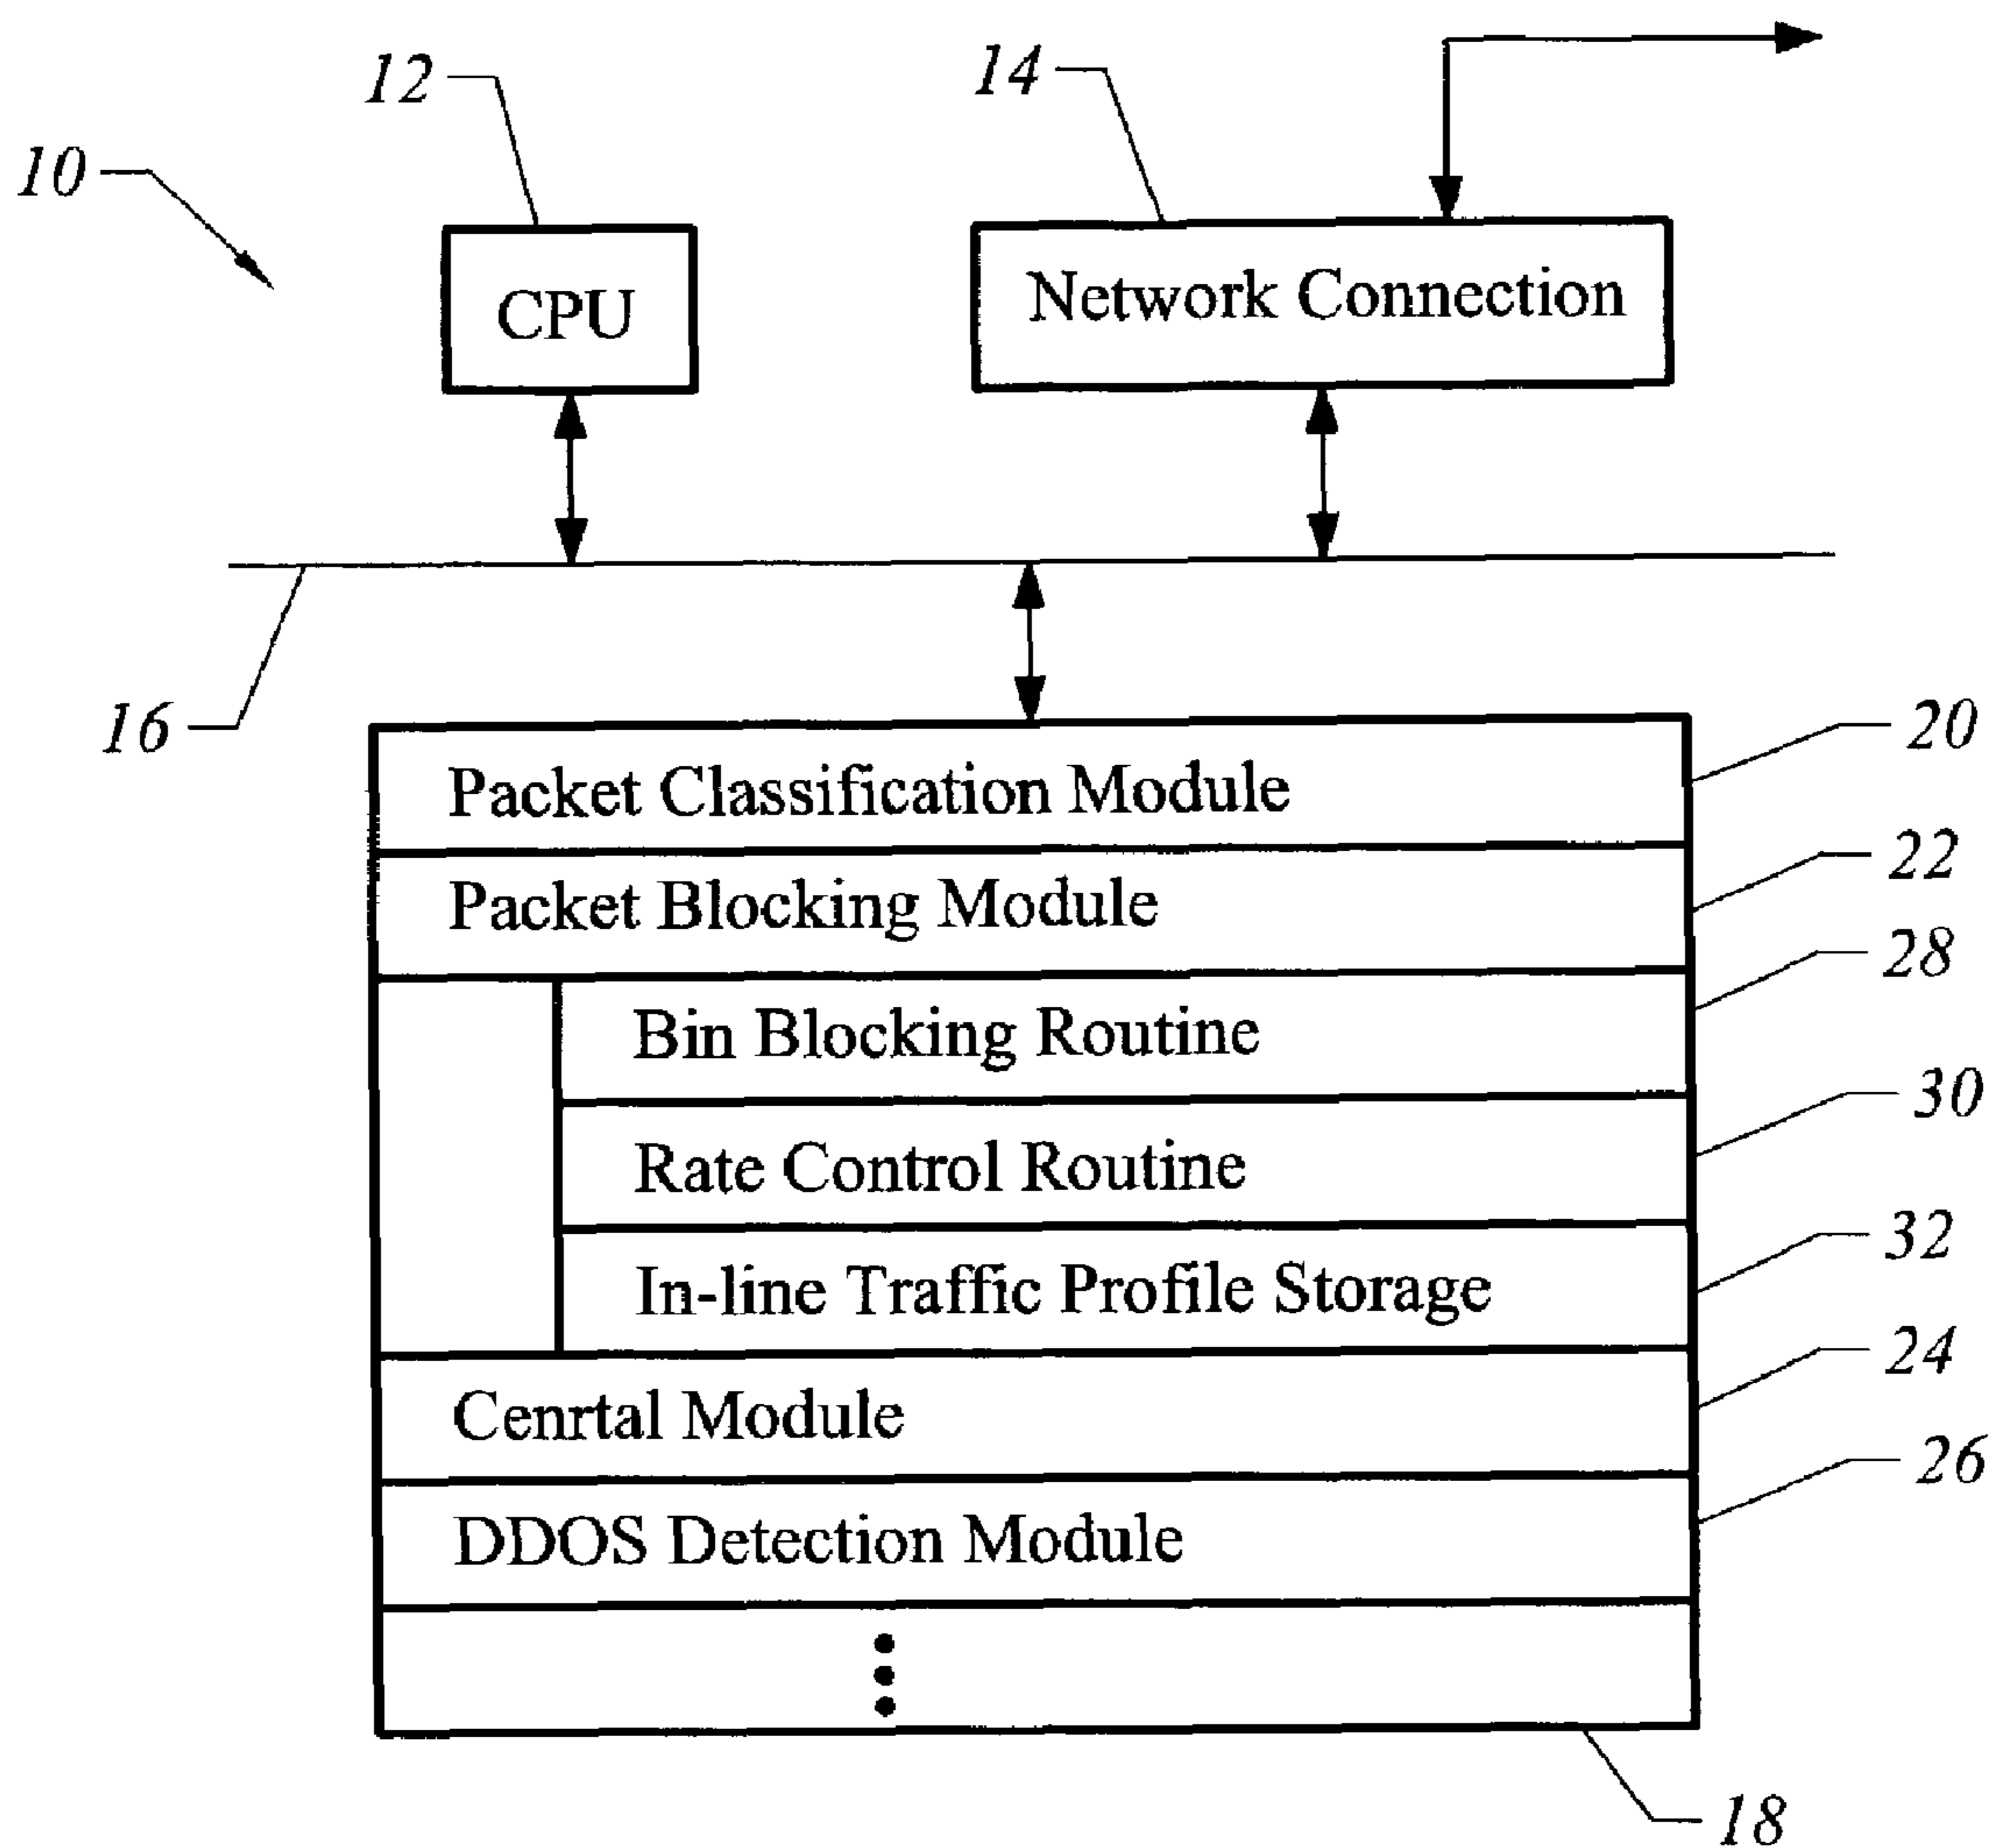 12
14
10
CPU
Network Connection
16
20
Packet Classification Module
22
Packet Blocking Module
28
Bin Blocking Routine
30
Rate Control Routine
32
In-line Traffic Profile Storage
24
Cenrtal Module
26
DDOS Detection Module
18